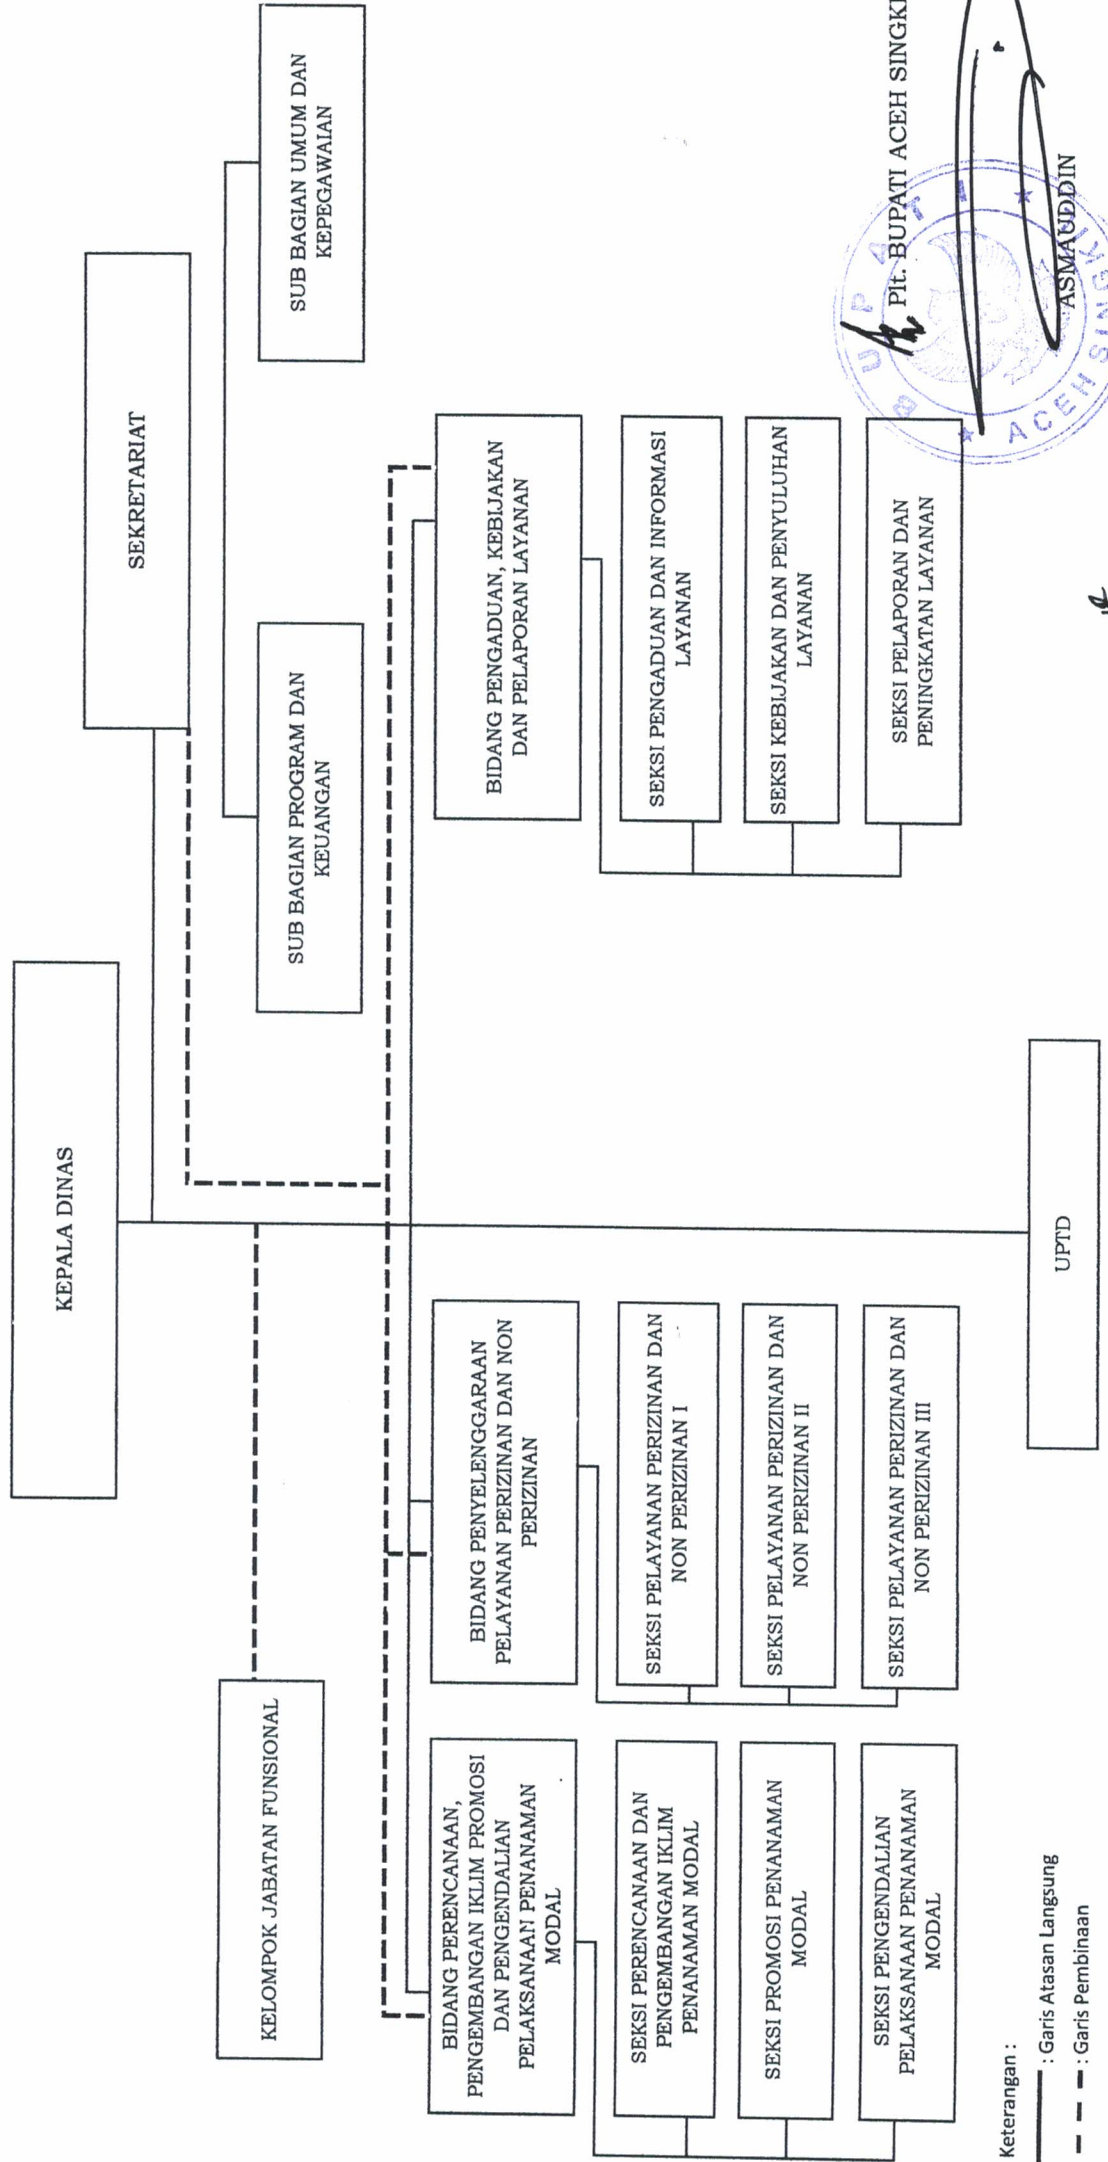 KEPALA DINAS
SEKRETARIAT
KELOMPOK JABATAN FUNSIONAL
SUB BAGIAN PROGRAM DAN
KEUANGAN
SUB BAGIAN UMUM DAN
KEPEGAWAIAN
BIDANG PERENCANAAN,
PENGEMBANGAN IKLIM PROMOSI
DAN PENGENDALIAN
PELAKSANAAN PENANAMAN
MODAL
SEKSI PERENCANAAN DAN
PENGEMBANGAN IKLIM
PENANAMAN MODAL
SEKSI PROMOSI PENANAMAN
MODAL
SEKSI PENGENDALIAN
PELAKSANAAN PENANAMAN
MODAL
BIDANG PENYELENGGARAAN
PELAYANAN PERIZINAN DAN NON
PERIZINAN
SEKSI PELAYANAN PERIZINAN DAN
NON PERIZINAN I
SEKSI PELAYANAN PERIZINAN DAN
NON PERIZINAN II
SEKSI PELAYANAN PERIZINAN DAN
NON PERIZINAN III
BIDANG PENGADUAN, KEBIJAKAN
DAN PELAPORAN LAYANAN
SEKSI PENGADUAN DAN INFORMASI
LAYANAN
SEKSI KEBIJAKAN DAN PENYULUHAN
LAYANAN
SEKSI PELAPORAN DAN
PENINGKATAN LAYANAN
UPTD
Keterangan :
: Garis Atasan Langsung
: Garis Pembinaan
Plt. BUPATI ACEH SINGKI
BUPATI
ACEH SINGKI
ASMAUDDIN